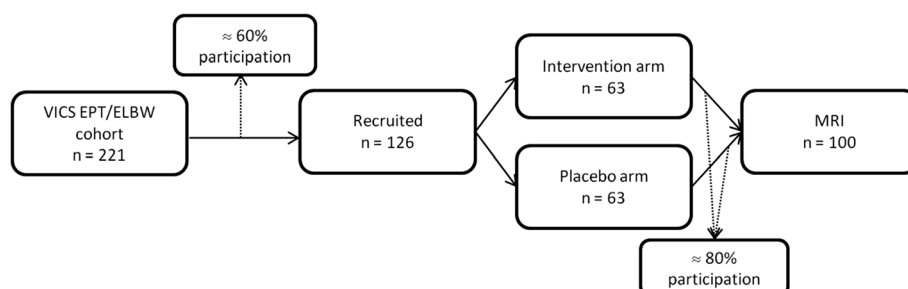 ≈ 60%
participation
VICS EPT/ELBW
cohort
n = 221
Recruited
n = 126
Intervention arm
n = 63
Placebo arm
n = 63
MRI
n = 100
≈ 80%
participation